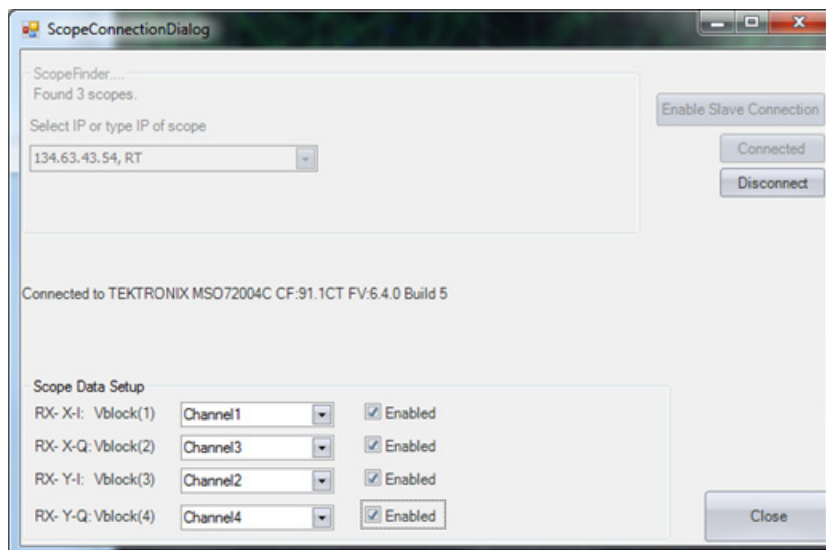 ScopeConnectionDialog
ScopeFinder....
Found 3 scopes.
Select IP or type IP of scope
134.63.43.54, RT
Enable Slave Connection
Connected
Disconnect
Connected to TEKTRONIX MSO72004C CF:91.1CT FV:6.4.0 Build 5
Scope Data Setup
RX- X-I: Vblock(1) Channel1 Enabled
RX- X-Q: Vblock(2) Channel3 Enabled
RX- Y-I: Vblock(3) Channel2 Enabled
RX- Y-Q: Vblock(4) Channel4 Enabled
Close